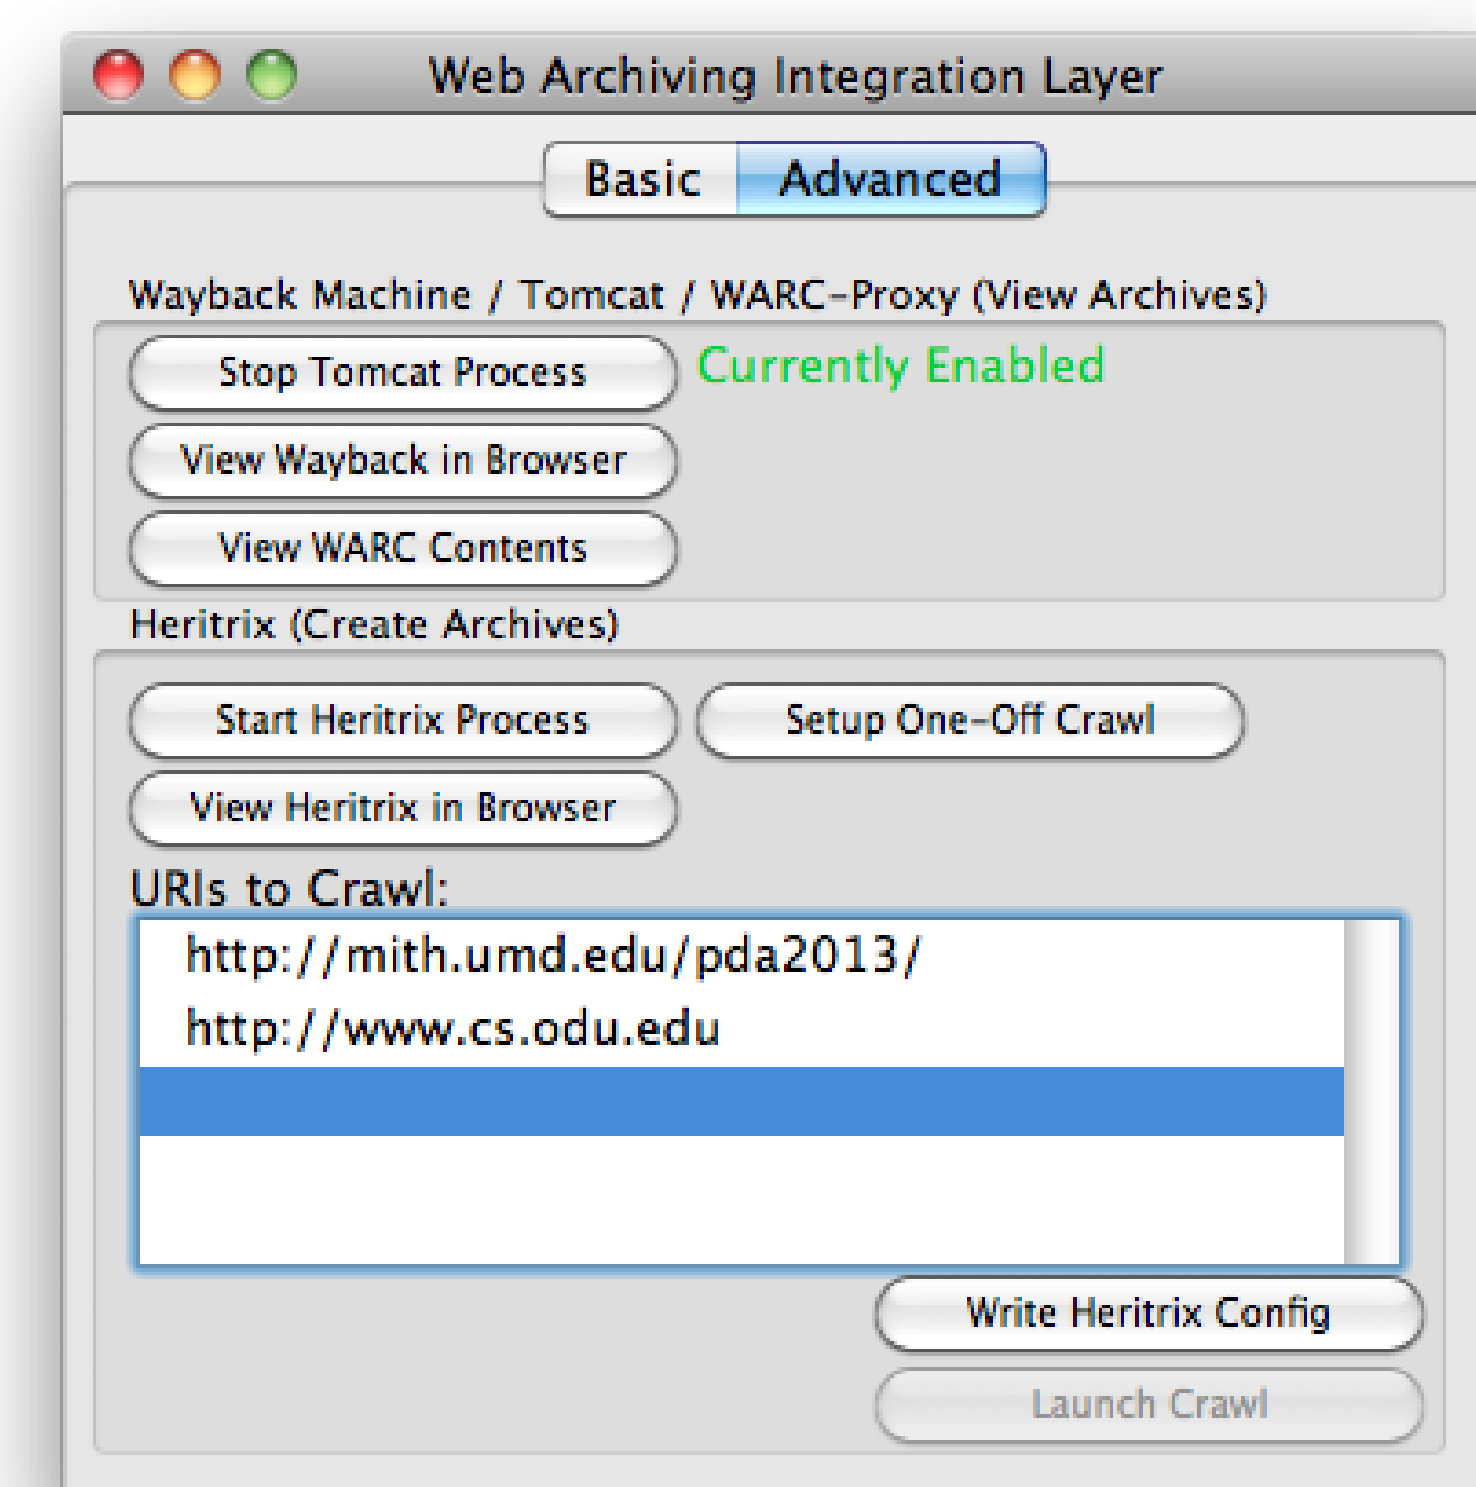 Web Archiving Integration Layer
Basic Advanced
Wayback Machine / Tomcat / WARC-Proxy (View Archives)
Stop Tomcat Process Currently Enabled
View Wayback in Browser
View WARC Contents
Heritrix (Create Archives)
Start Heritrix Process Setup One-Off Crawl
View Heritrix in Browser
URIs to Crawl:
http://mith.umd.edu/pda2013/
http://www.cs.odu.edu
Write Heritrix Config
Launch Crawl